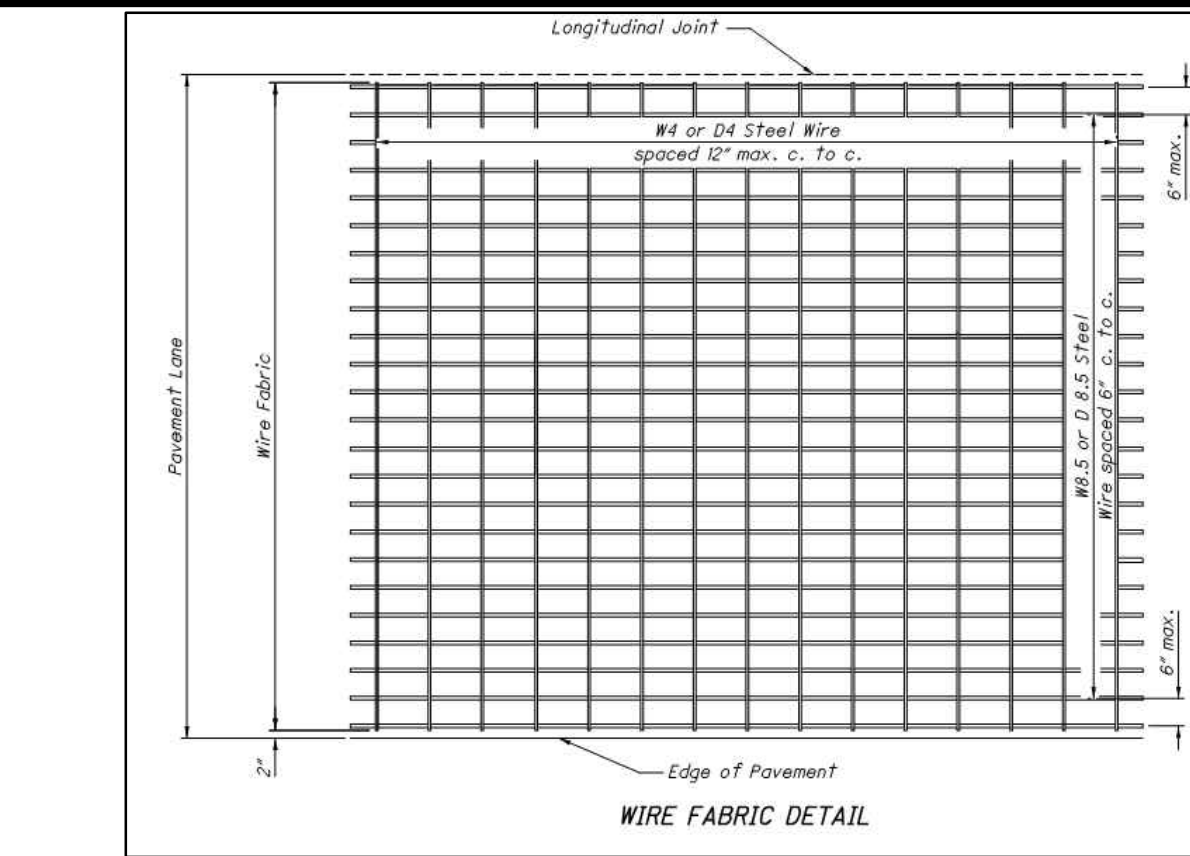 Longitudinal Joint
W4 or D4 Steel Wire
spaced 12" max. c. to c.
6" max.
Pavement Lane
Wire Fabric
W8.5 or D 8.5 Steel
Wire spaced 6" c. to c.
6" max.
2"
Edge of Pavement
WIRE FABRIC DETAIL